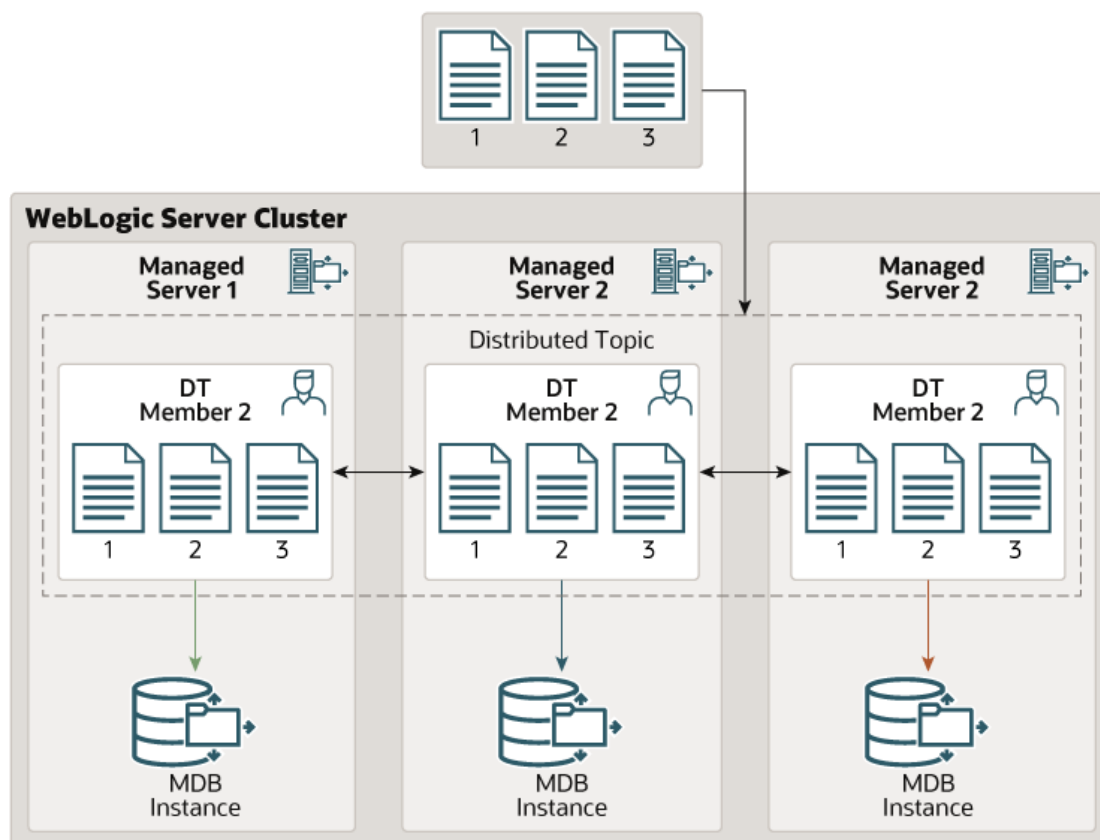 1 2 3
WebLogic Server Cluster
Managed
Server 1
Managed
Server 2
Managed
Server 2
Distributed Topic
DT
Member 2
1 2 3
DT
Member 2
1 2 3
DT
Member 2
1 2 3
MDB
Instance
MDB
Instance
MDB
Instance